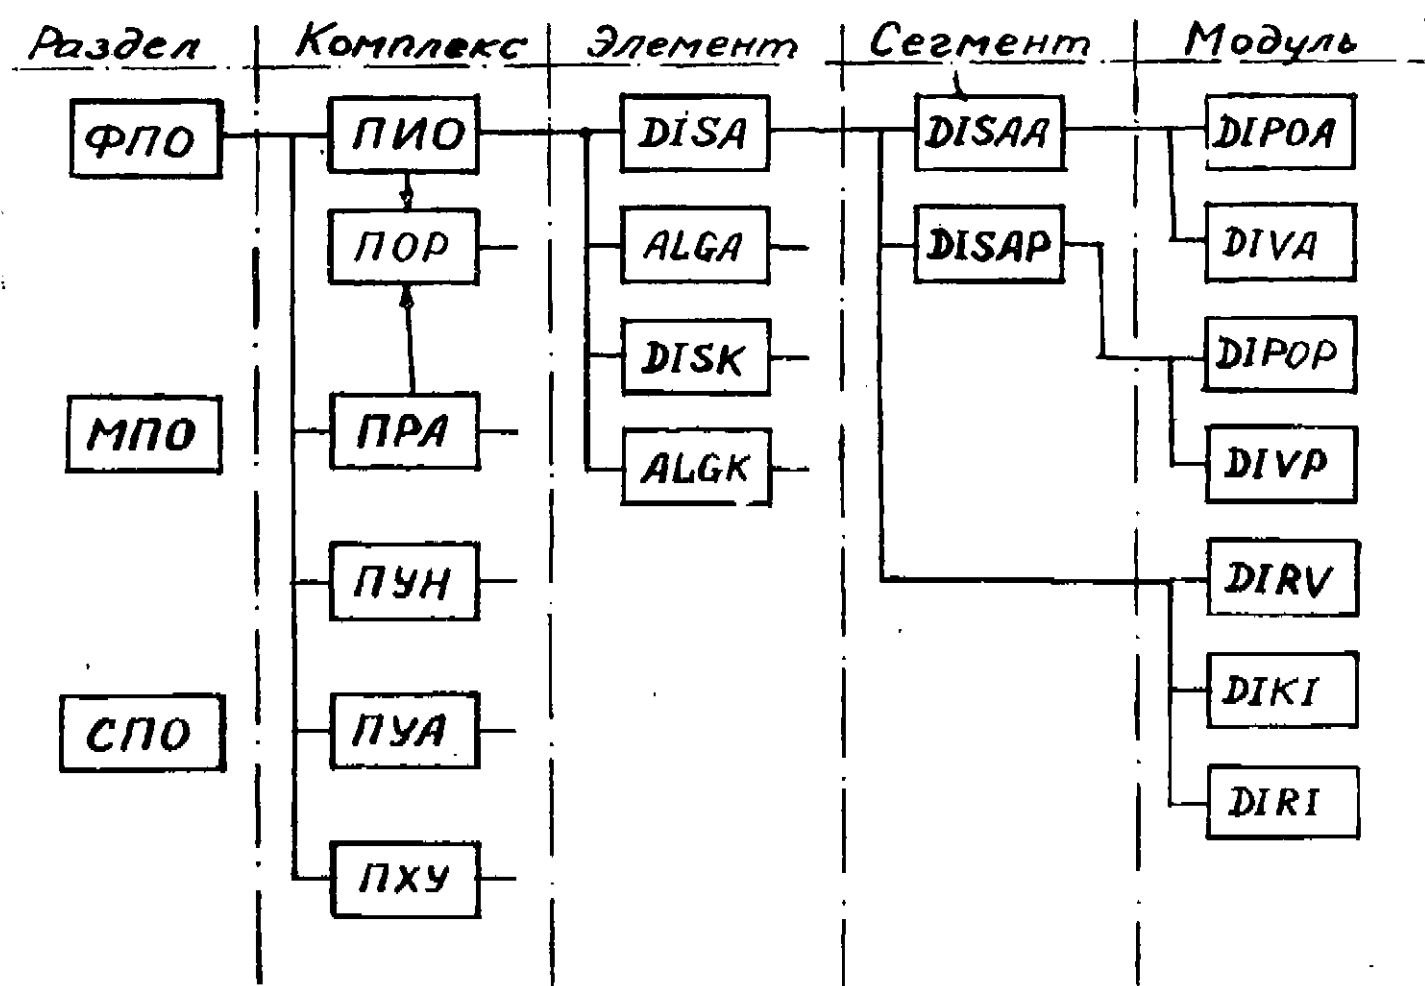 Раздел Комплекс Элемент Сегмент Модуль
ФПО ПИО DISA DISAA DIPOA
ПОР ALGA DISAP DIVA
DISK DIPOP
МПО ПРА ALGK DIVP
ПУН DIRV
DIKI
СПО ПУА
DIRI
ПХУ